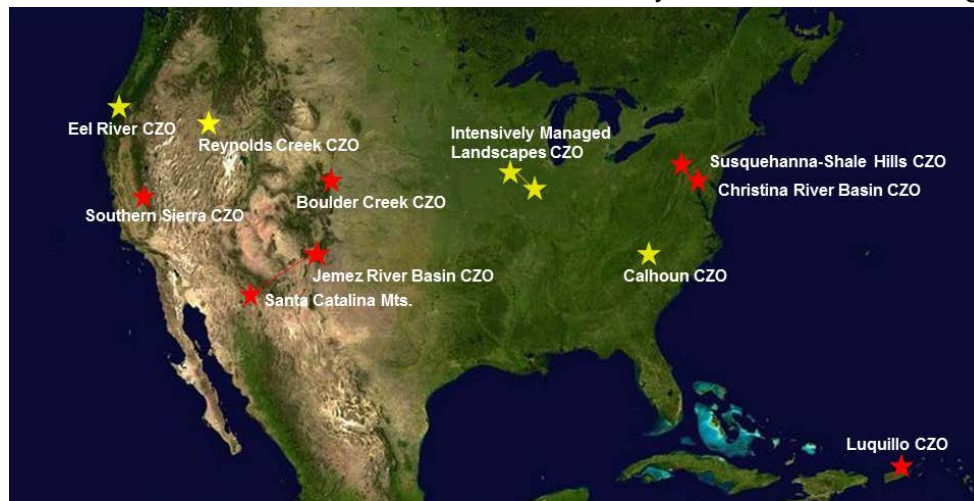 Eel River CZO
Reynolds Creek CZO
Intensively Managed
Landscapes CZO
Susquehanna-Shale Hills CZO
Christina River Basin CZO
Boulder Creek CZO
Southern Sierra CZO
Jemez River Basin CZO
Calhoun CZO
Santa Catalina Mts.
Luquillo CZO